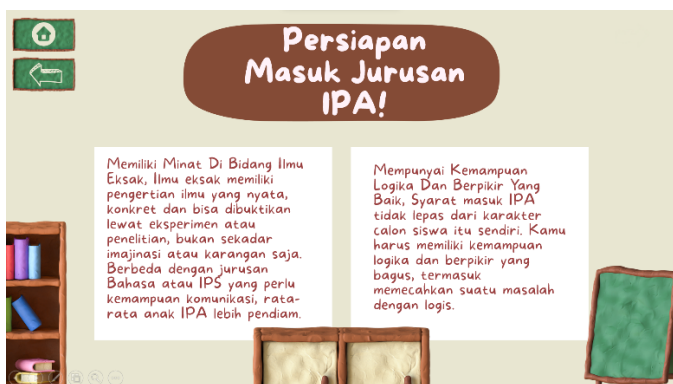 Persiapan
Masuk Jurusan
IPA!
Memiliki Minat Di Bidang Ilmu
Eksak, Ilmu eksak memiliki
pengertian ilmu yang nyata,
konkret dan bisa dibuktikan
lewat eksperimen atau
penelitian, bukan sekadar
imajinasi atau karangan saja.
Berbeda dengan jurusan
Bahasa atau IPS yang perlu
kemampuan komunikasi, rata-
rata anak IPA lebih pendiam.
Mempunyai Kemampuan
Logika Dan Berpikir Yang
Baik, Syarat masuk IPA
tidak lepas dari karakter
calon siswa itu sendiri. Kamu
harus memiliki kemampuan
logika dan berpikir yang
bagus, termasuk
memecahkan suatu masalah
dengan logis.